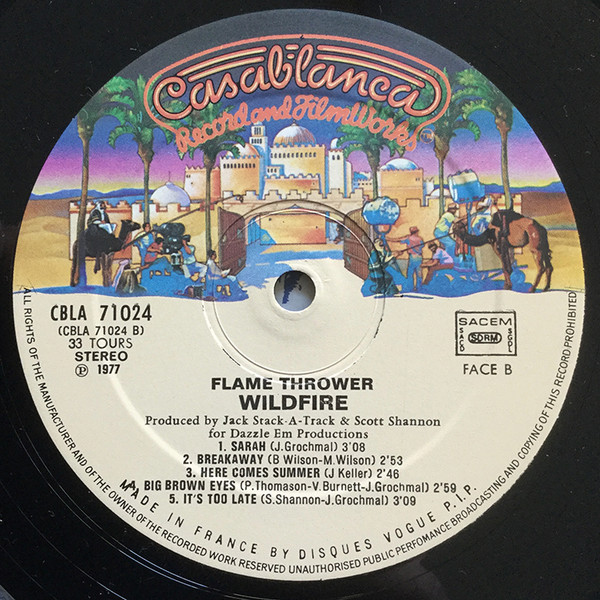 Casablanca
Record and FilmWorks
TM
CBLA 71024
(CBLA 71024 B)
33 TOURS
STEREO
Ⓟ 1977
SACEM
SACD SDRM SGDL
FACE B
FLAME THROWER
WILDFIRE
Produced by Jack Stack-A-Track & Scott Shannon
for Dazzle Em Productions
1. SARAH (J.Grochmal) 3'08
2. BREAKAWAY (B Wilson-M.Wilson) 2'53
3. HERE COMES SUMMER (J Keller) 2'46
BIG BROWN EYES (P.Thomason-V.Burnett-J.Grochmal) 2'59
5. IT'S TOO LATE (S.Shannon-J.Grochmal) 3'09
MADE IN FRANCE BY DISQUES VOGUE P.I.P.
ALL RIGHTS OF THE MANUFACTURER AND OF THE OWNER OF THE RECORDED WORK RESERVED UNAUTHORISED PUBLIC PERFOMANCE BROADCASTING AND COPYING OF THIS RECORD PROHIBITED